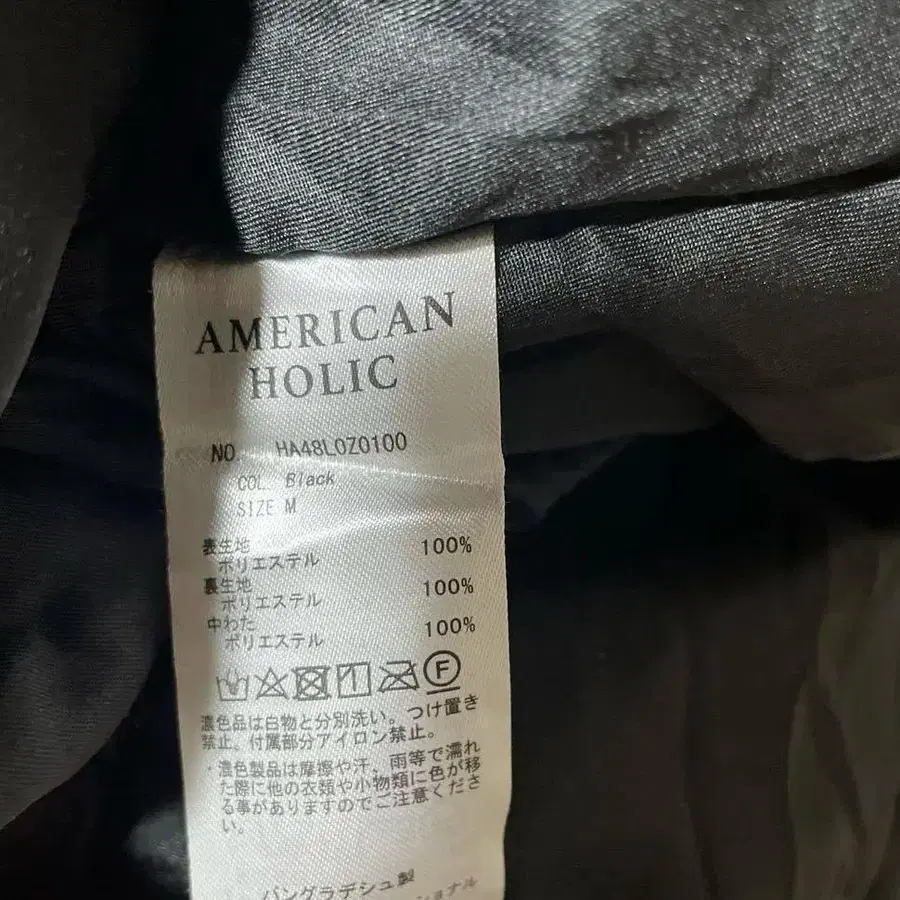 AMERICAN
HOLIC
NO. HA48L0Z0100
COL. Black
SIZE M
表生地
ポリエステル 100%
裏生地
ポリエステル 100%
中わた
ポリエステル 100%
F
濃色品は白物と分別洗い。つけ置き
禁止。付属部分アイロン禁止。
・濃色製品は摩擦や汗、雨等で濡れ
た際に他の衣類や小物類に色が移
る事がありますのでご注意くださ
い。
バングラデシュ製
ショナル